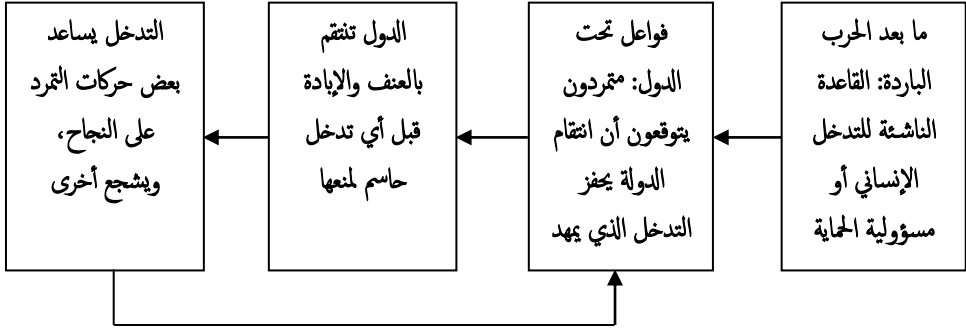 ما بعد الحرب
الباردة: القاعدة
الناشئة للتدخل
الإنساني أو
مسؤولية الحماية
فواعل تحت
الدول: متمردون
يتوقعون أن انتقام
الدولة يحفز
التدخل الذي يمهد
الدول تنتقم
بالعنف والإبادة
قبل أي تدخل
حاسم لمنعها
التدخل يساعد
بعض حركات التمرد
على النجاح،
ويشجع أخرى